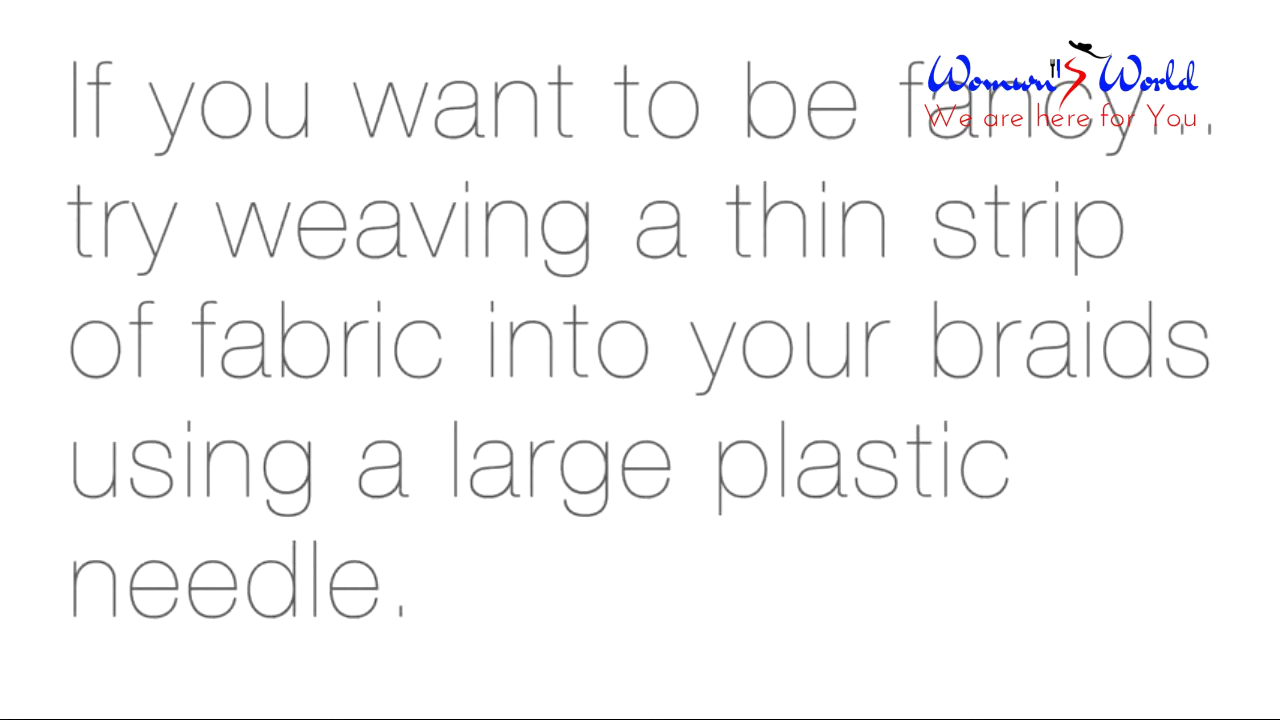 If you want to be fancy...
Woman's World
We are here for You
try weaving a thin strip
of fabric into your braids
using a large plastic
needle.